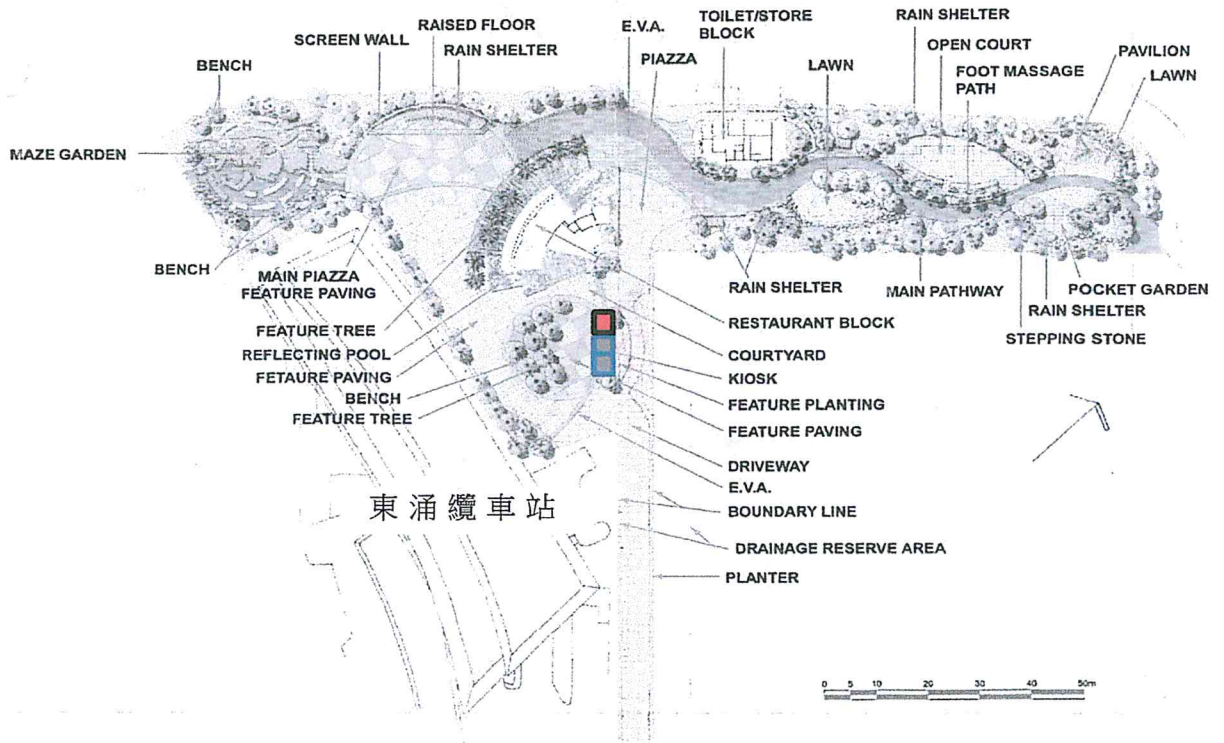 TOILET/STORE
BLOCK
RAIN SHELTER
RAISED FLOOR
E.V.A.
SCREEN WALL
RAIN SHELTER
OPEN COURT
PIAZZA
PAVILION
BENCH
LAWN
FOOT MASSAGE
PATH
LAWN
MAZE GARDEN
BENCH
MAIN PIAZZA
FEATURE PAVING
RAIN SHELTER
MAIN PATHWAY
POCKET GARDEN
RAIN SHELTER
STEPPING STONE
FEATURE TREE
REFLECTING POOL
FETAURE PAVING
BENCH
FEATURE TREE
RESTAURANT BLOCK
COURTYARD
KIOSK
FEATURE PLANTING
FEATURE PAVING
DRIVEWAY
E.V.A.
BOUNDARY LINE
DRAINAGE RESERVE AREA
PLANTER
東涌纜車站
0 5 10 20 30 40 50m